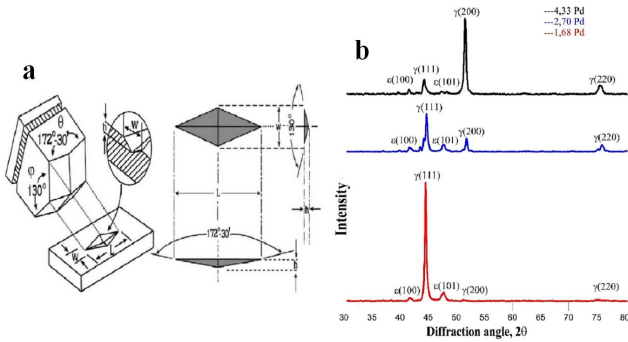 a
θ
172°-30'
φ
130°
W
W
L
W
130°
L
h
172°-30'
h
b
---4,33 Pd
---2,70 Pd
---1,68 Pd
γ(200)
γ(111)
ε(100)
ε(101)
γ(220)
γ(111)
ε(100)
ε(101)
γ(200)
γ(220)
γ(111)
ε(100)
ε(101)
γ(200)
γ(220)
Intensity
30 35 40 45 50 55 60 65 70 75 80
Diffraction angle, 2θ